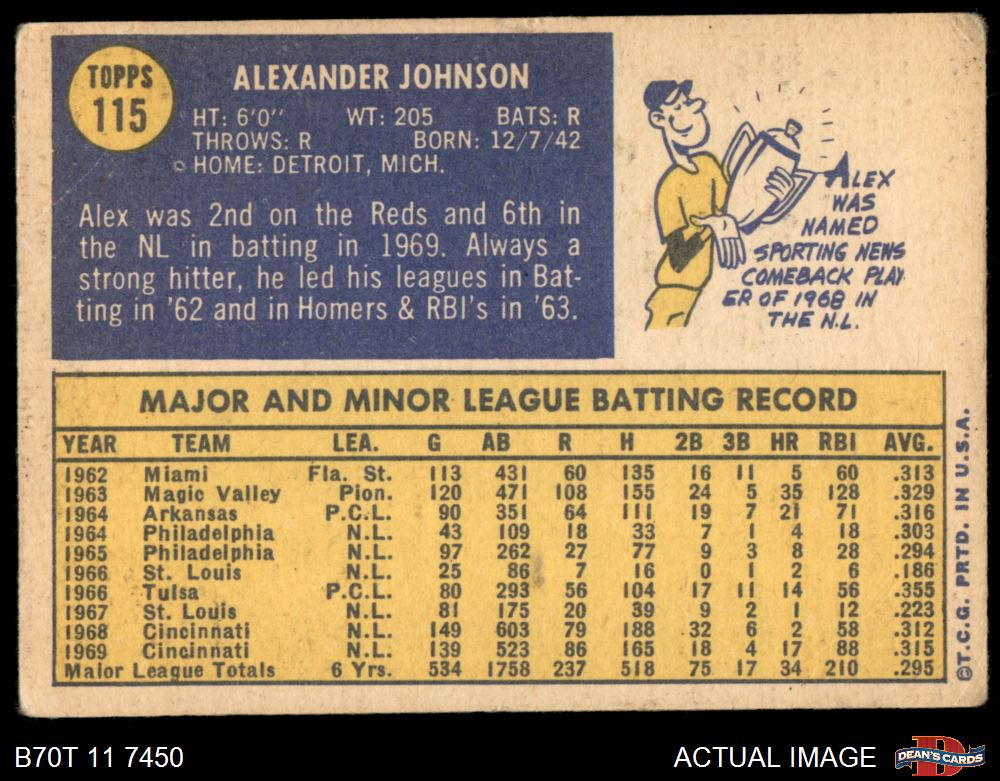 TOPPS
115
ALEXANDER JOHNSON
HT: 6'0" WT: 205 BATS: R
THROWS: R BORN: 12/7/42
HOME: DETROIT, MICH.
Alex was 2nd on the Reds and 6th in
the NL in batting in 1969. Always a
strong hitter, he led his leagues in Bat-
ting in '62 and in Homers & RBI's in '63.
ALEX
WAS
NAMED
SPORTING NEWS
COMEBACK PLAY
ER OF 1968 IN
THE N.L.
MAJOR AND MINOR LEAGUE BATTING RECORD
YEAR TEAM LEA. G AB R H 2B 3B HR RBI AVG.
1962 Miami Fla. St. 113 431 60 135 16 11 5 60 .313
1963 Magic Valley Pion. 120 471 108 155 24 5 35 128 .329
1964 Arkansas P.C.L. 90 351 64 111 19 7 21 71 .316
1964 Philadelphia N.L. 43 109 18 33 7 1 4 18 .303
1965 Philadelphia N.L. 97 262 27 77 9 3 8 28 .294
1966 St. Louis N.L. 25 86 7 16 0 1 2 6 .186
1966 Tulsa P.C.L. 80 293 56 104 17 11 14 56 .355
1967 St. Louis N.L. 81 175 20 39 9 2 1 12 .223
1968 Cincinnati N.L. 149 603 79 188 32 6 2 58 .312
1969 Cincinnati N.L. 139 523 86 165 18 4 17 88 .315
Major League Totals 6 Yrs. 534 1758 237 518 75 17 34 210 .295
©T.C.G. PRTD. IN U.S.A.
B70T 11 7450
ACTUAL IMAGE
D
DEAN'S CARDS